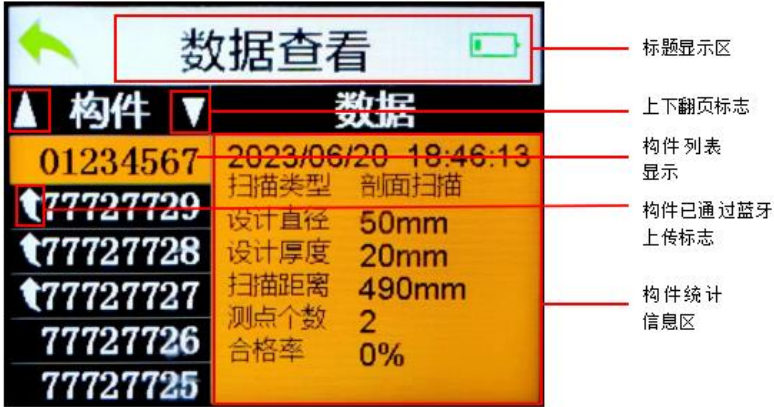 数据查看
标题显示区
构件
数据
上下翻页标志
01234567
2023/06/20 18:46:13
构件列表
显示
扫描类型 剖面扫描
77727729
设计直径 50mm
构件已通过蓝牙
上传标志
77727728
设计厚度 20mm
77727727
扫描距离 490mm
构件统计
信息区
77727726
测点个数 2
合格率 0%
77727725